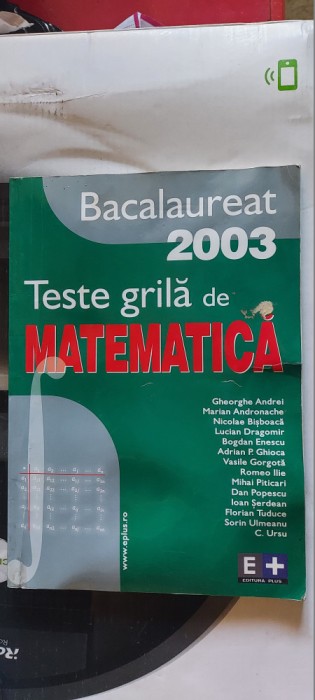 Bacalaureat
2003
Teste grilă de
MATEMATICĂ
Gheorghe Andrei
Marian Andronache
Nicolae Bişboacă
Lucian Dragomir
Bogdan Enescu
Adrian P. Ghioca
Vasile Gorgotă
Romeo Ilie
Mihai Piticari
Dan Popescu
Ioan Şerdean
Florian Tuduce
Sorin Ulmeanu
C. Ursu
www.eplus.ro
E+
EDITURA PLUS